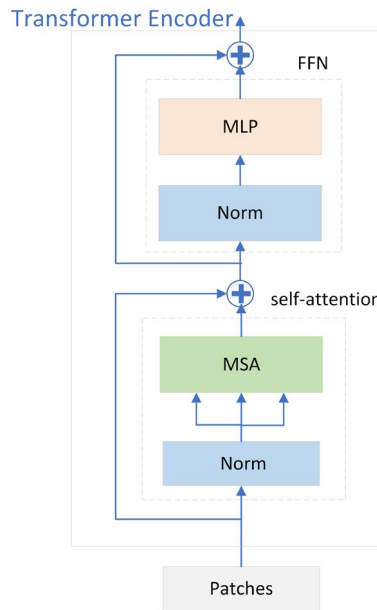 Transformer Encoder
FFN
MLP
Norm
self-attention
MSA
Norm
Patches